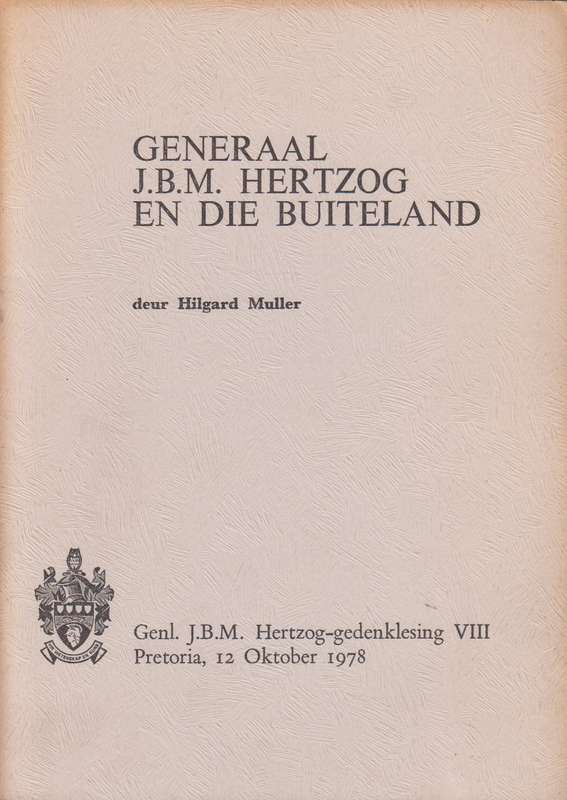 GENERAAL
J.B.M. HERTZOG
EN DIE BUITELAND
deur Hilgard Muller
Genl. J.B.M. Hertzog-gedenklesing VIII
Pretoria, 12 Oktober 1978